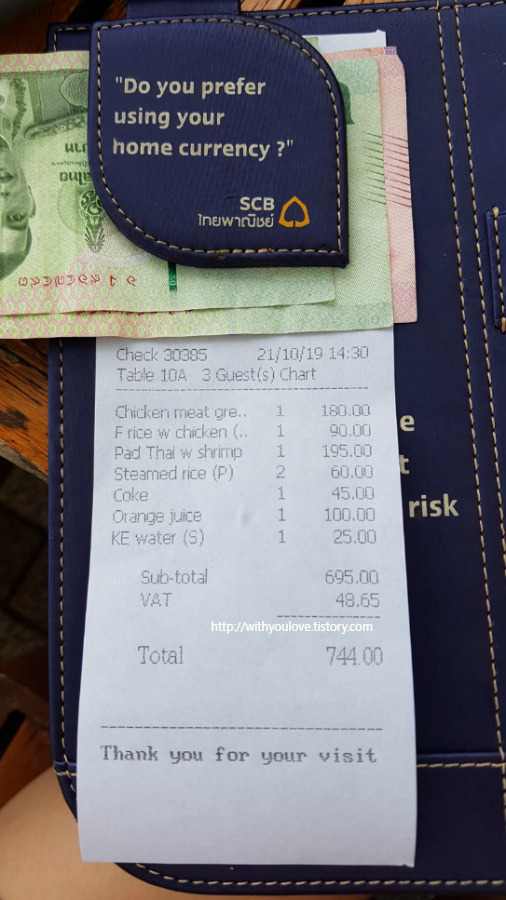 "Do you prefer
using your
home currency ?"
SCB
ไทยพาณิชย์
Check 30385 21/10/19 14:30
Table 10A 3 Guest(s) Chart
Chicken meat gre.. 1 180.00
F rice w chicken (.. 1 90.00
Pad Thai w shrimp 1 195.00
Steamed rice (P) 2 60.00
Coke 1 45.00
Orange juice 1 100.00
KE water (S) 1 25.00
risk
Sub-total 695.00
VAT 48.65
http://withyoulove.tistory.com
Total 744.00
Thank you for your visit